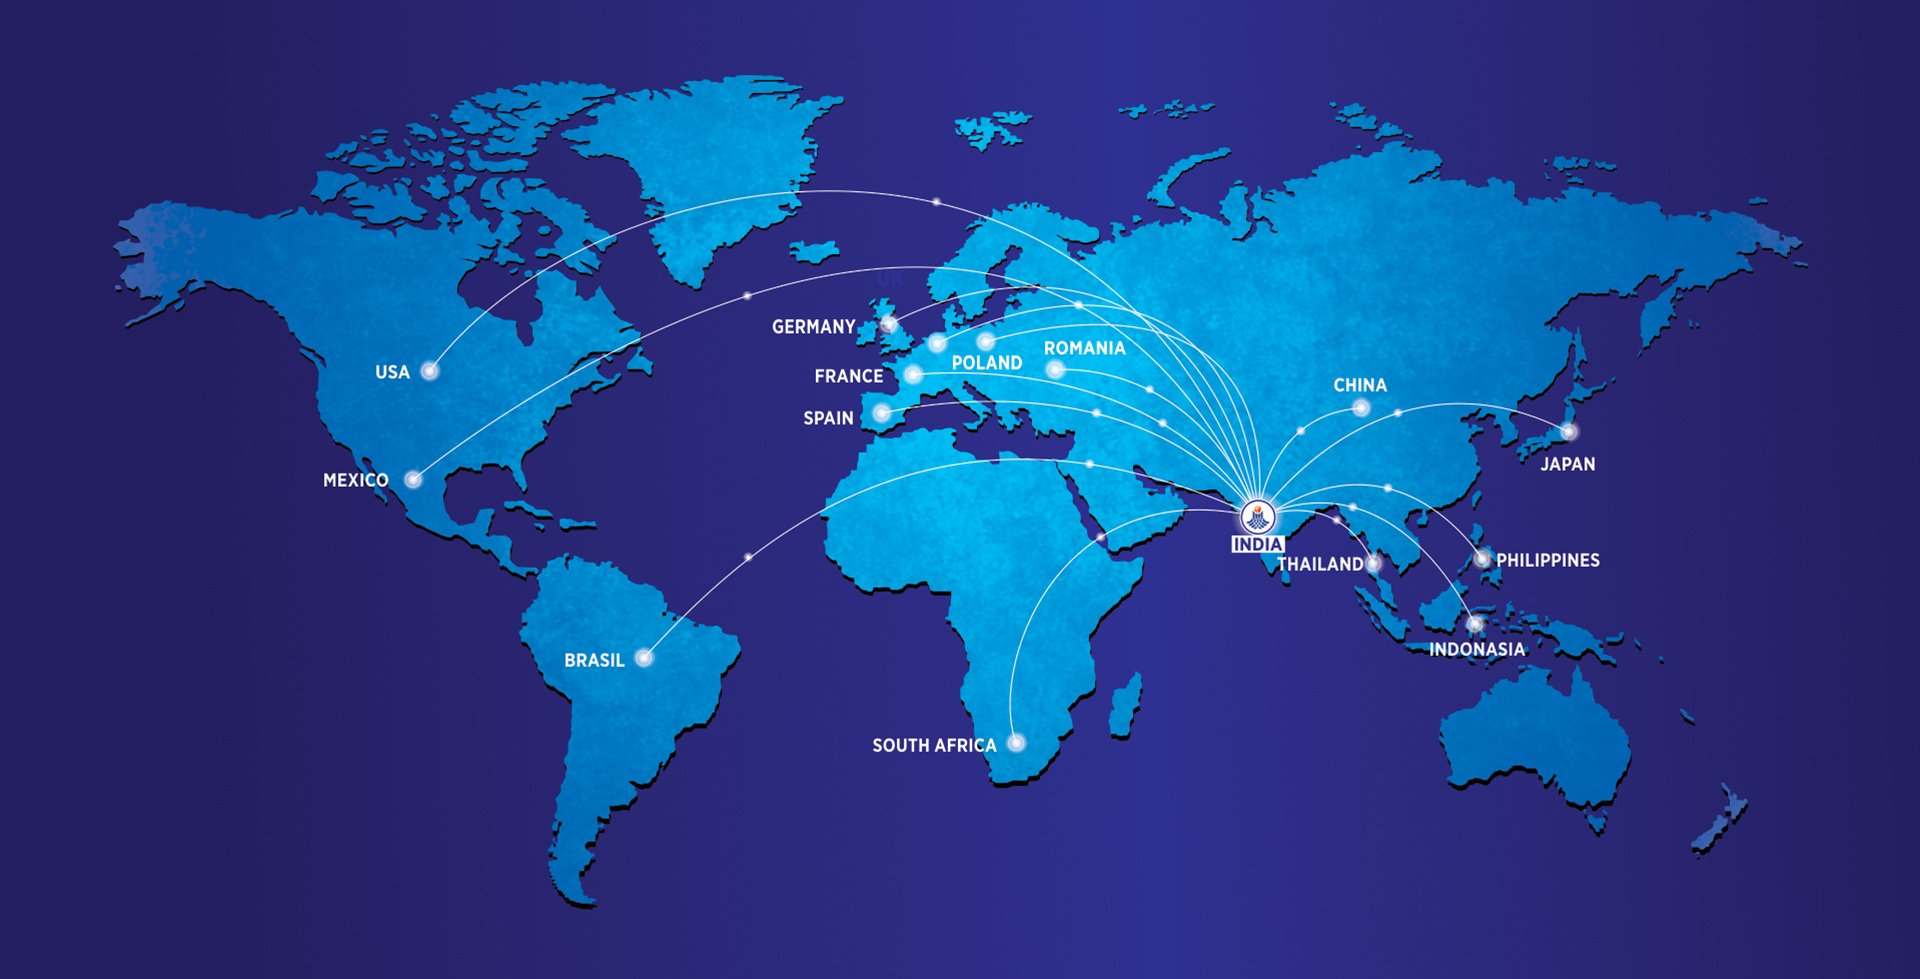 UK
GERMANY
USA
FRANCE
POLAND
ROMANIA
SPAIN
CHINA
JAPAN
MEXICO
INDIA
THAILAND
PHILIPPINES
BRASIL
INDONASIA
SOUTH AFRICA